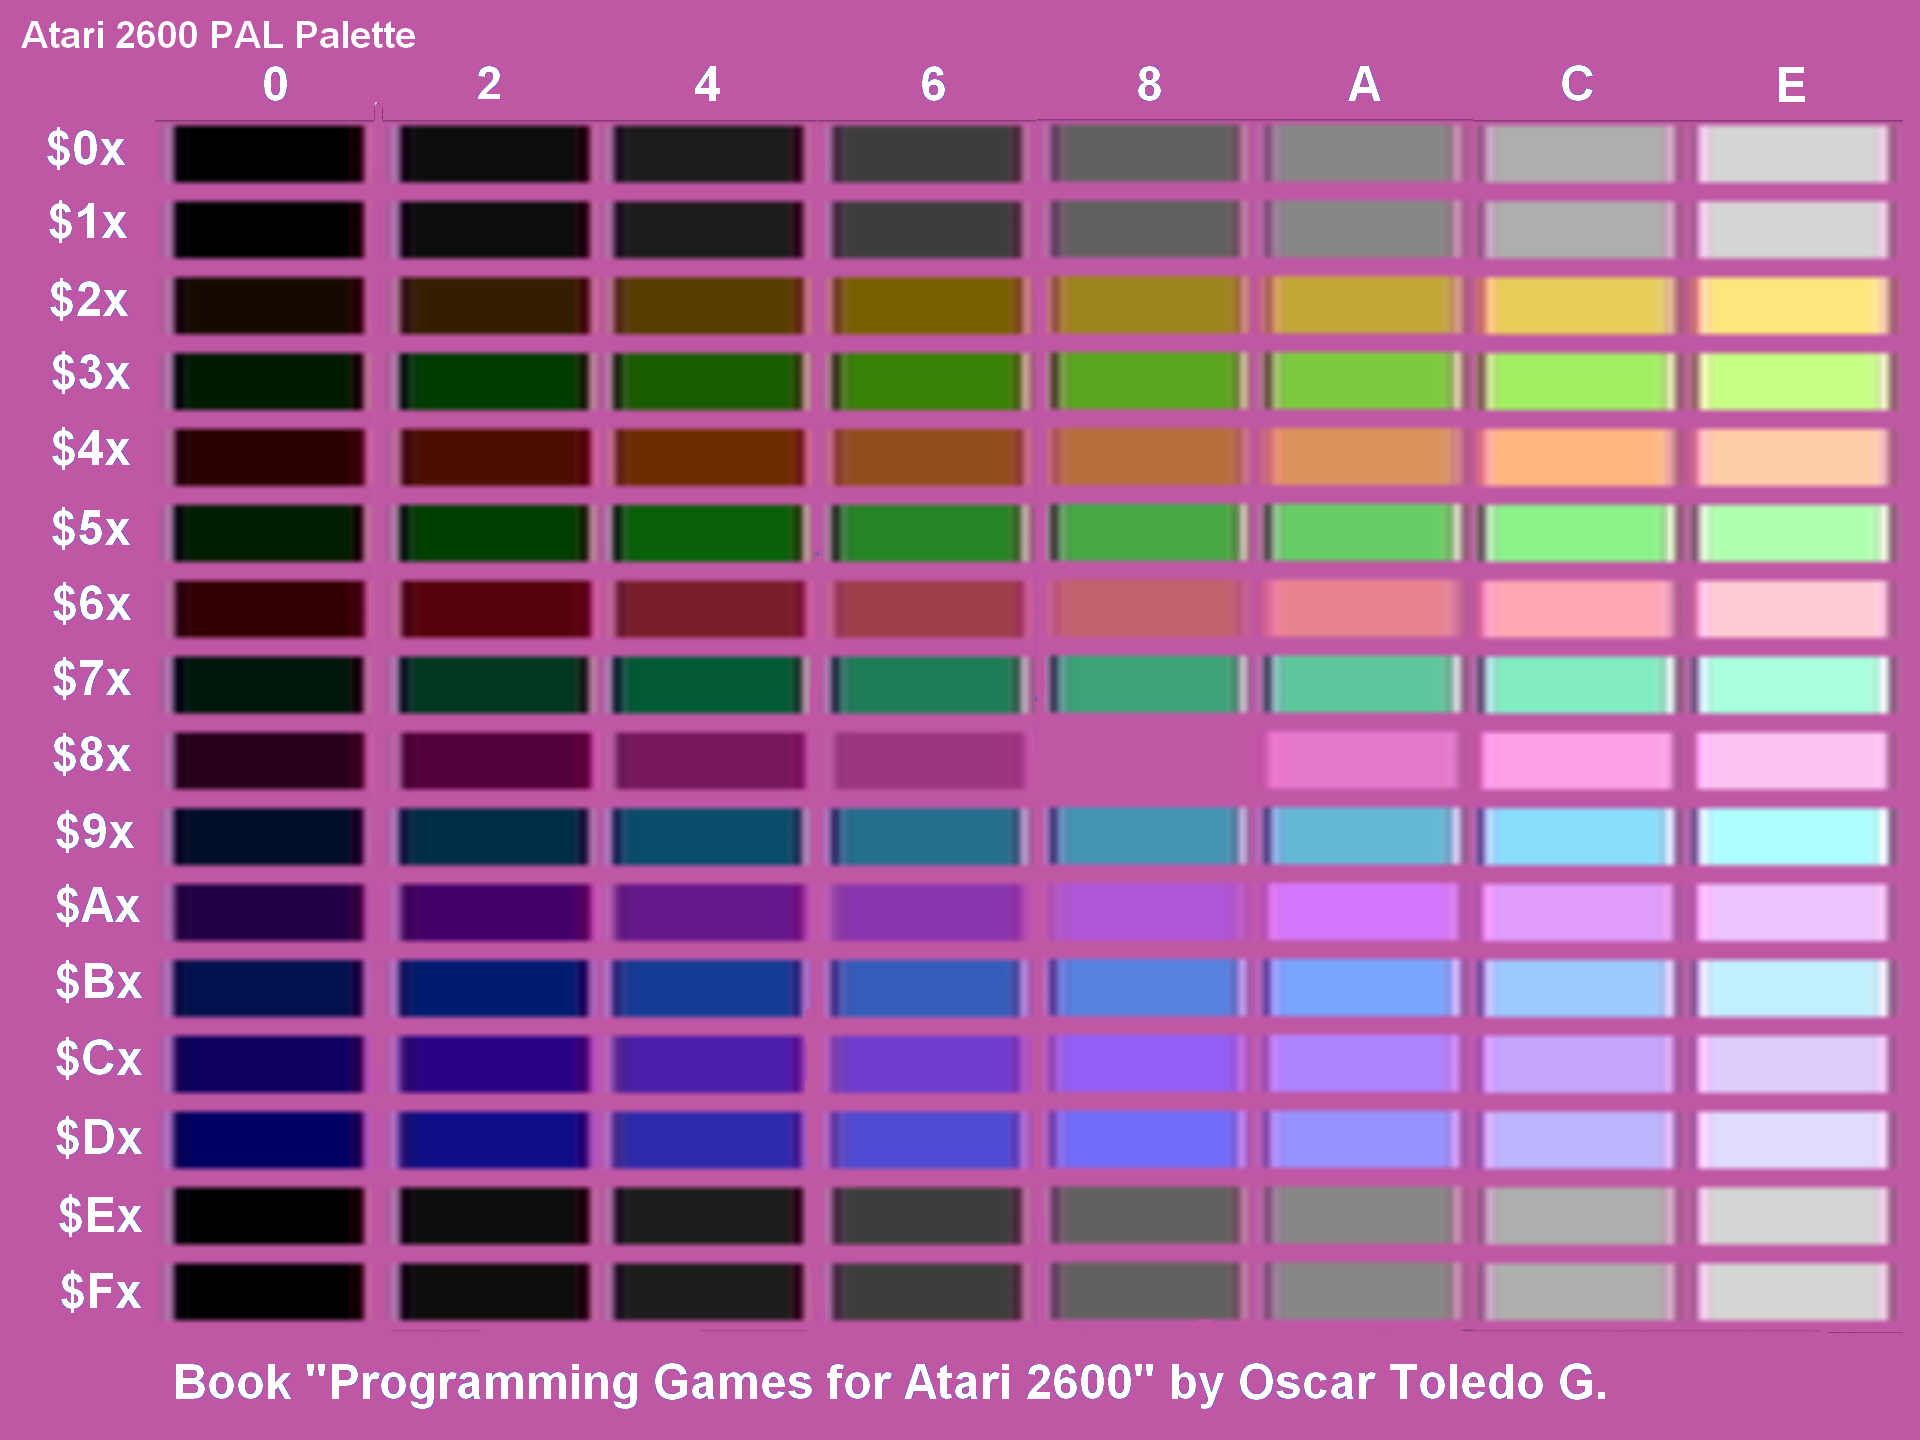 Atari 2600 PAL Palette
0 2 4 6 8 A C E
$0x
$1x
$2x
$3x
$4x
$5x
$6x
$7x
$8x
$9x
$Ax
$Bx
$Cx
$Dx
$Ex
$Fx
Book "Programming Games for Atari 2600" by Oscar Toledo G.